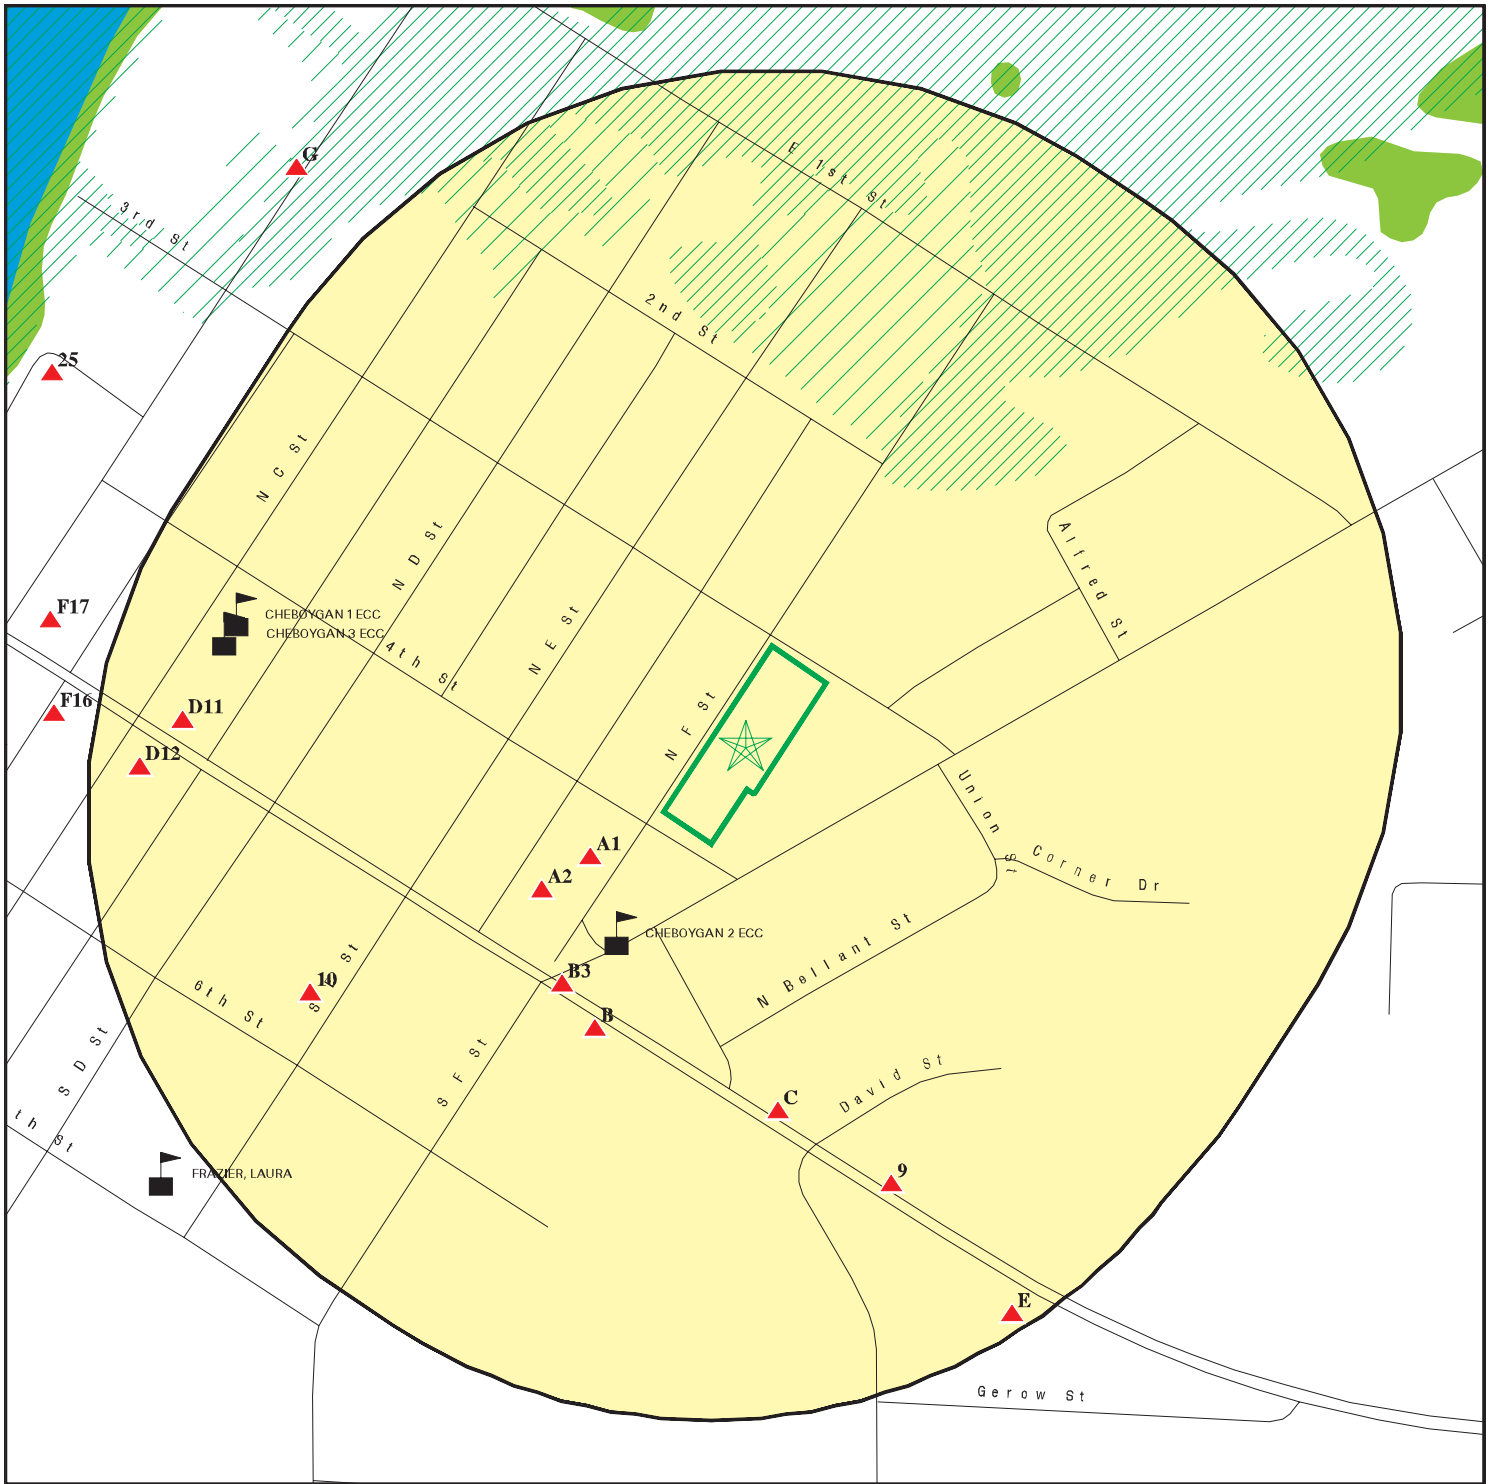 G
E 1st St
3rd St
2nd St
25
N C St
N D St
Alfred St
F17
CHEBOYGAN 1 ECC
CHEBOYGAN 3 ECC
N E St
4th St
F16
D11
N F St
D12
Union St
A1
A2
Corner Dr
CHEBOYGAN 2 ECC
N Bellant St
B3
10
6th St
B
S D St
S F St
David St
C
th St
9
FRAZIER, LAURA
E
Gerow St